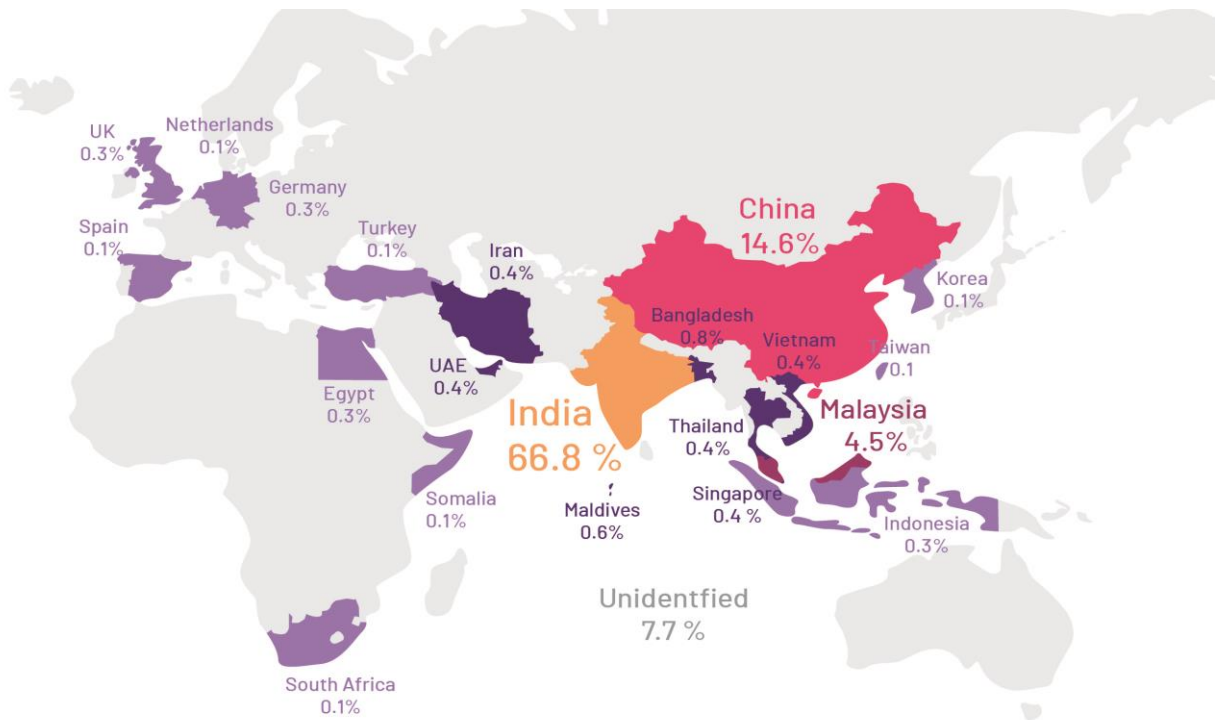 UK
0.3%
Netherlands
0.1%
Germany
0.3%
Spain
0.1%
Turkey
0.1%
Iran
0.4%
China
14.6%
Korea
0.1%
Bangladesh
0.8%
Vietnam
0.4%
Taiwan
0.1
UAE
0.4%
Egypt
0.3%
India
66.8 %
Thailand
0.4%
Malaysia
4.5%
Somalia
0.1%
Maldives
0.6%
Singapore
0.4 %
Indonesia
0.3%
Unidentfied
7.7 %
South Africa
0.1%